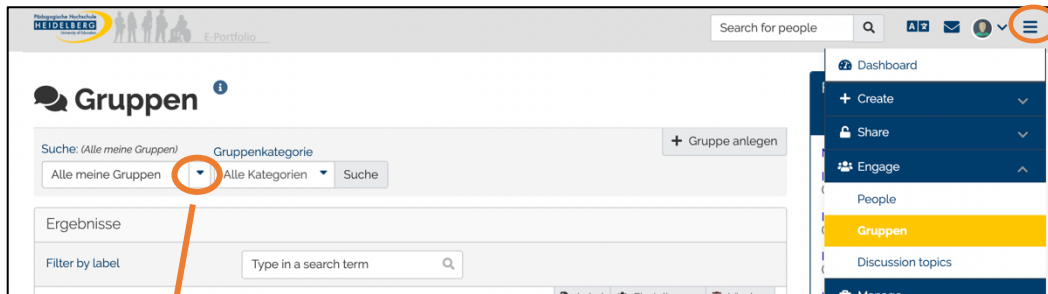 Pädagogische Hochschule
HEIDELBERG
University of Education
E-Portfolio
Search for people
Dashboard
Create
Share
Engage
People
Gruppen
Discussion topics
Manage
Gruppen
Gruppe anlegen
Suche: (Alle meine Gruppen)
Gruppenkategorie
Alle meine Gruppen
Alle Kategorien
Suche
Ergebnisse
Filter by label
Type in a search term